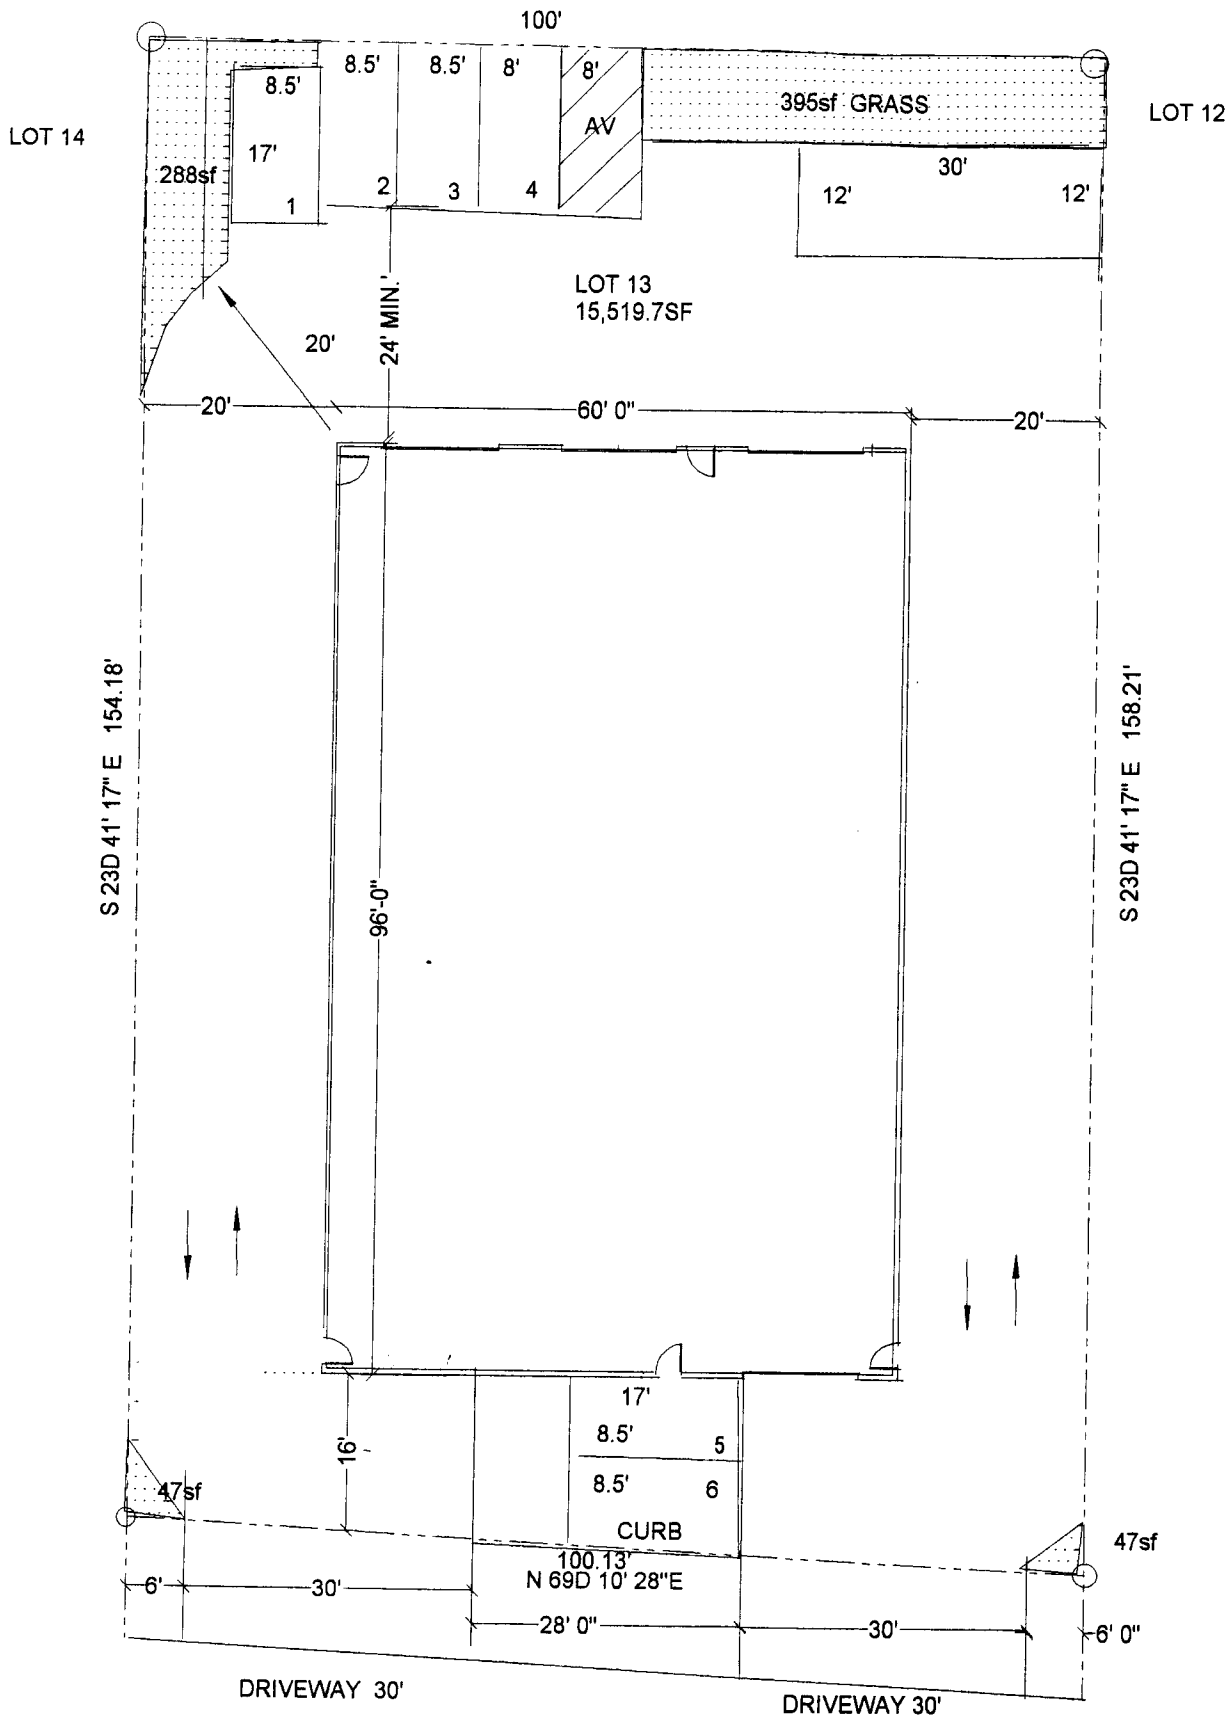 100'
8.5'
8.5'
8'
8'
8.5'
395sf GRASS
LOT 12
LOT 14
AV
17'
288sf
30'
12'
12'
1
2
3
4
LOT 13
15,519.7SF
24' MIN.'
20'
20'
60' 0"
20'
S 23D 41' 17" E 154.18'
S 23D 41' 17" E 158.21'
96'-0"
17'
8.5'
5
16'
8.5'
6
47sf
CURB
47sf
100.13'
N 69D 10' 28"E
6'
30'
28' 0"
30'
6' 0"
DRIVEWAY 30'
DRIVEWAY 30'